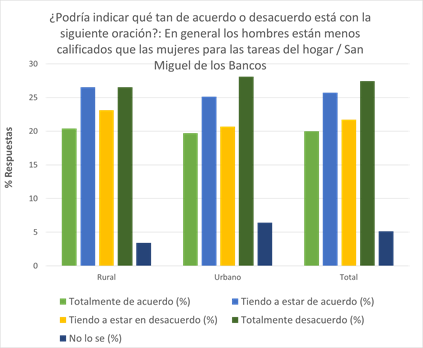 ¿Podría indicar qué tan de acuerdo o desacuerdo está con la
siguiente oración?: En general los hombres están menos
calificados que las mujeres para las tareas del hogar / San
Miguel de los Bancos
% Respuestas
30
25
20
15
10
5
0
Rural Urbano Total
Totalmente de acuerdo (%) Tiendo a estar de acuerdo (%)
Tiendo a estar en desacuerdo (%) Totalmente desacuerdo (%)
No lo se (%)